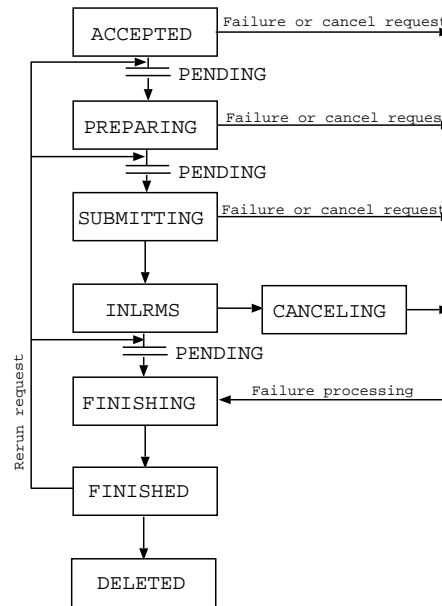 ACCEPTED
Failure or cancel request
PENDING
PREPARING
Failure or cancel request
PENDING
SUBMITTING
Failure or cancel request
INLRMS
CANCELING
PENDING
Rerun request
FINISHING
Failure processing
FINISHED
DELETED